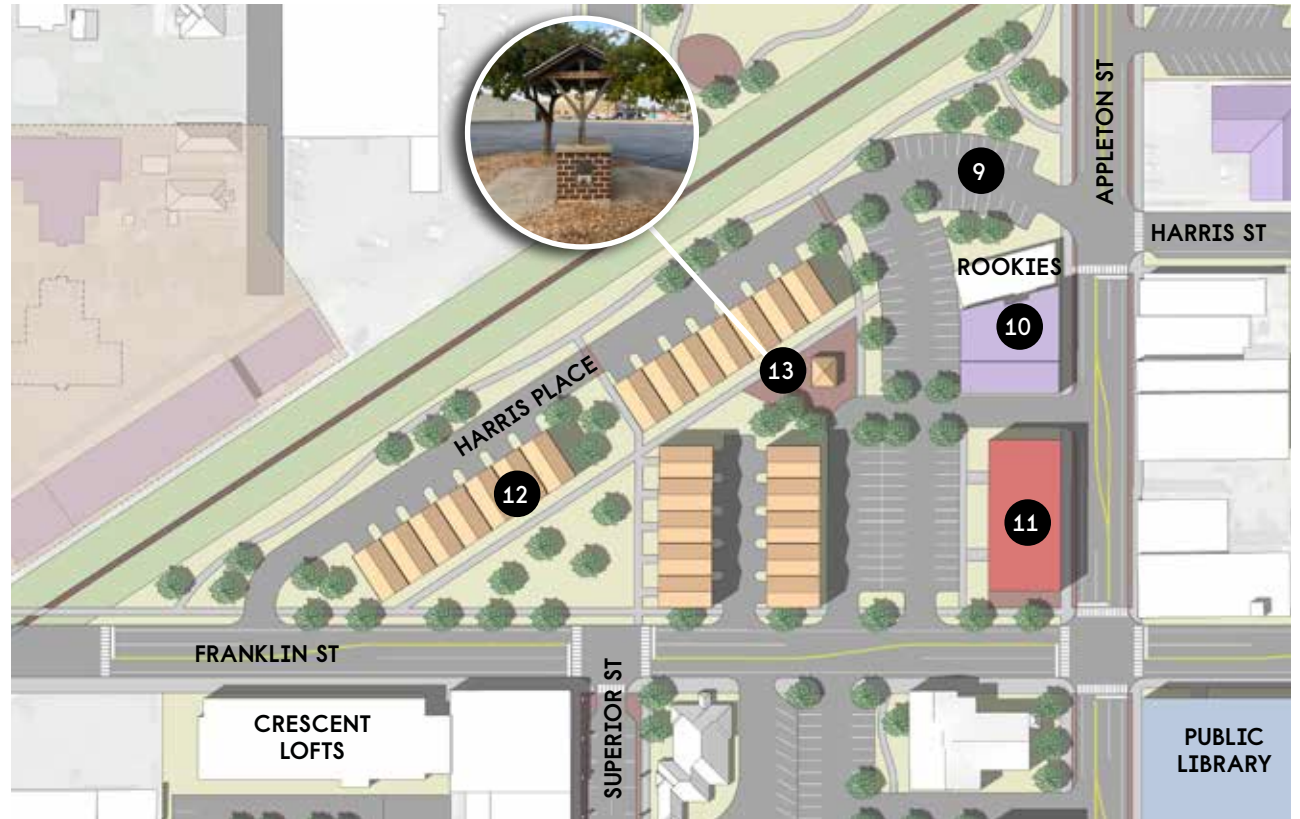 APPLETON ST
9
HARRIS ST
ROOKIES
10
13
HARRIS PLACE
12
11
FRANKLIN ST
SUPERIOR ST
CRESCENT
LOFTS
PUBLIC
LIBRARY